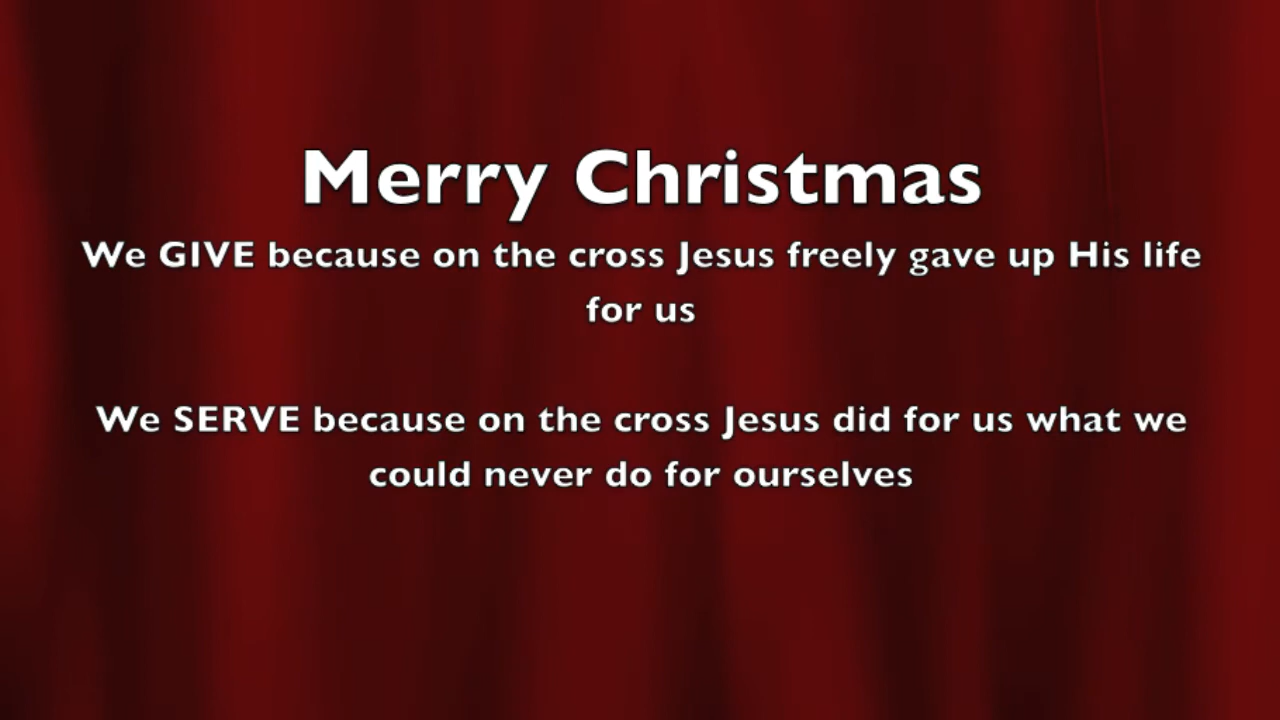 Merry Christmas
We GIVE because on the cross Jesus freely gave up His life
for us
We SERVE because on the cross Jesus did for us what we
could never do for ourselves